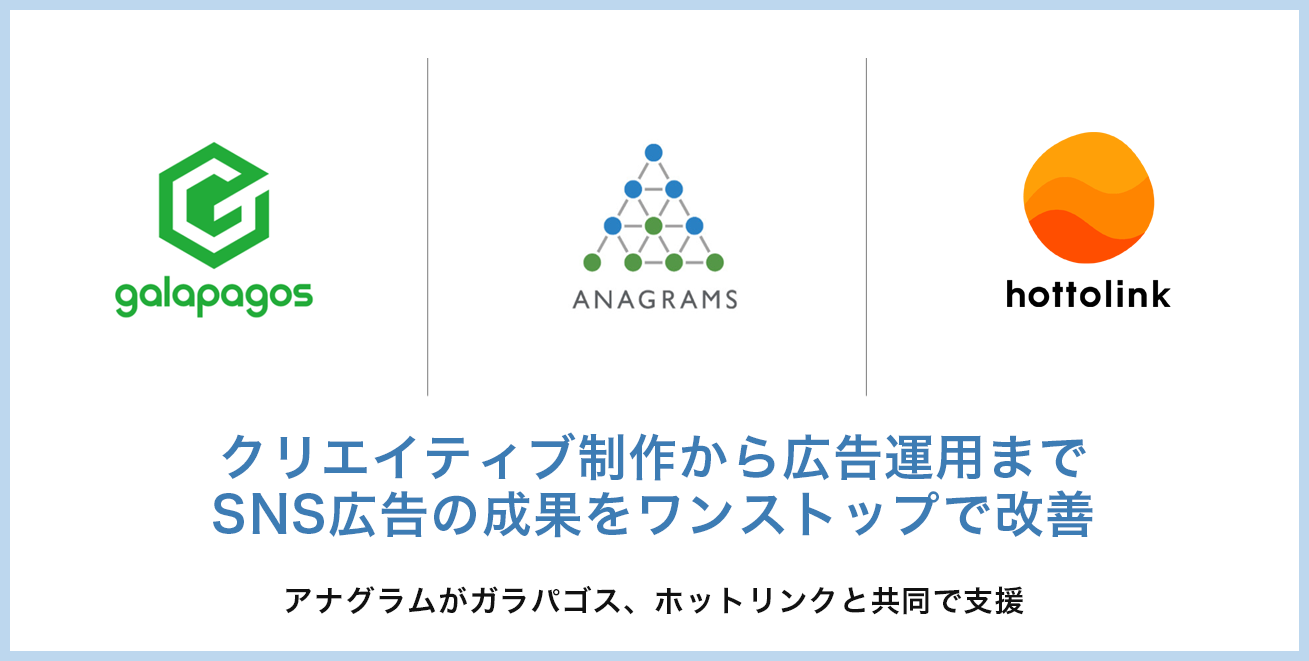 galapagos
ANAGRAMS
hottolink
クリエイティブ制作から広告運用まで
SNS広告の成果をワンストップで改善
アナグラムがガラパゴス、ホットリンクと共同で支援